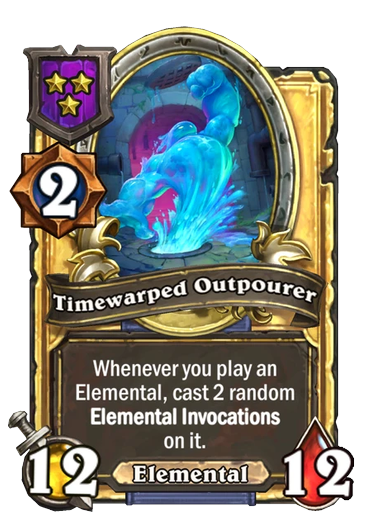 2
Timewarped Outpourer
Whenever you play an
Elemental, cast 2 random
Elemental Invocations
on it.
12
Elemental
12